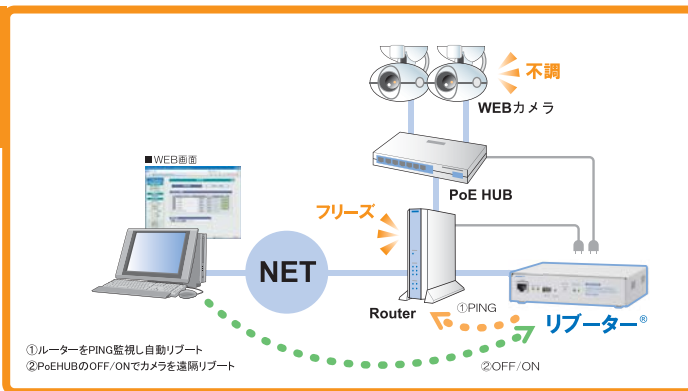 不調
WEBカメラ
■WEB画面
PoE HUB
フリーズ
NET
Router
①PING
リブーター®
①ルーターをPING監視し自動リブート
②PoEHUBのOFF/ONでカメラを遠隔リブート
②OFF/ON